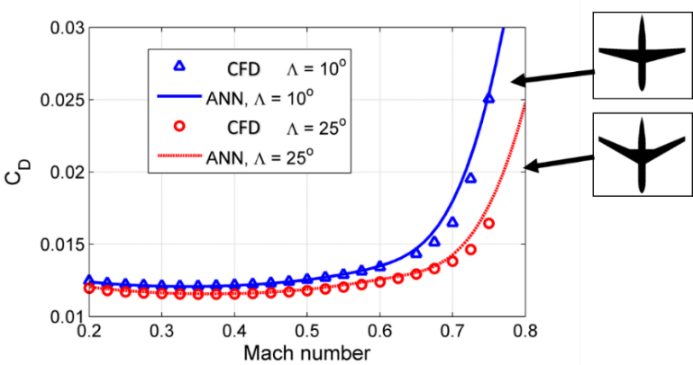 0.03
0.025
0.02
0.015
0.01
C_D
CFD Λ = 10°
ANN, Λ = 10°
CFD Λ = 25°
ANN, Λ = 25°
0.2 0.3 0.4 0.5 0.6 0.7 0.8
Mach number